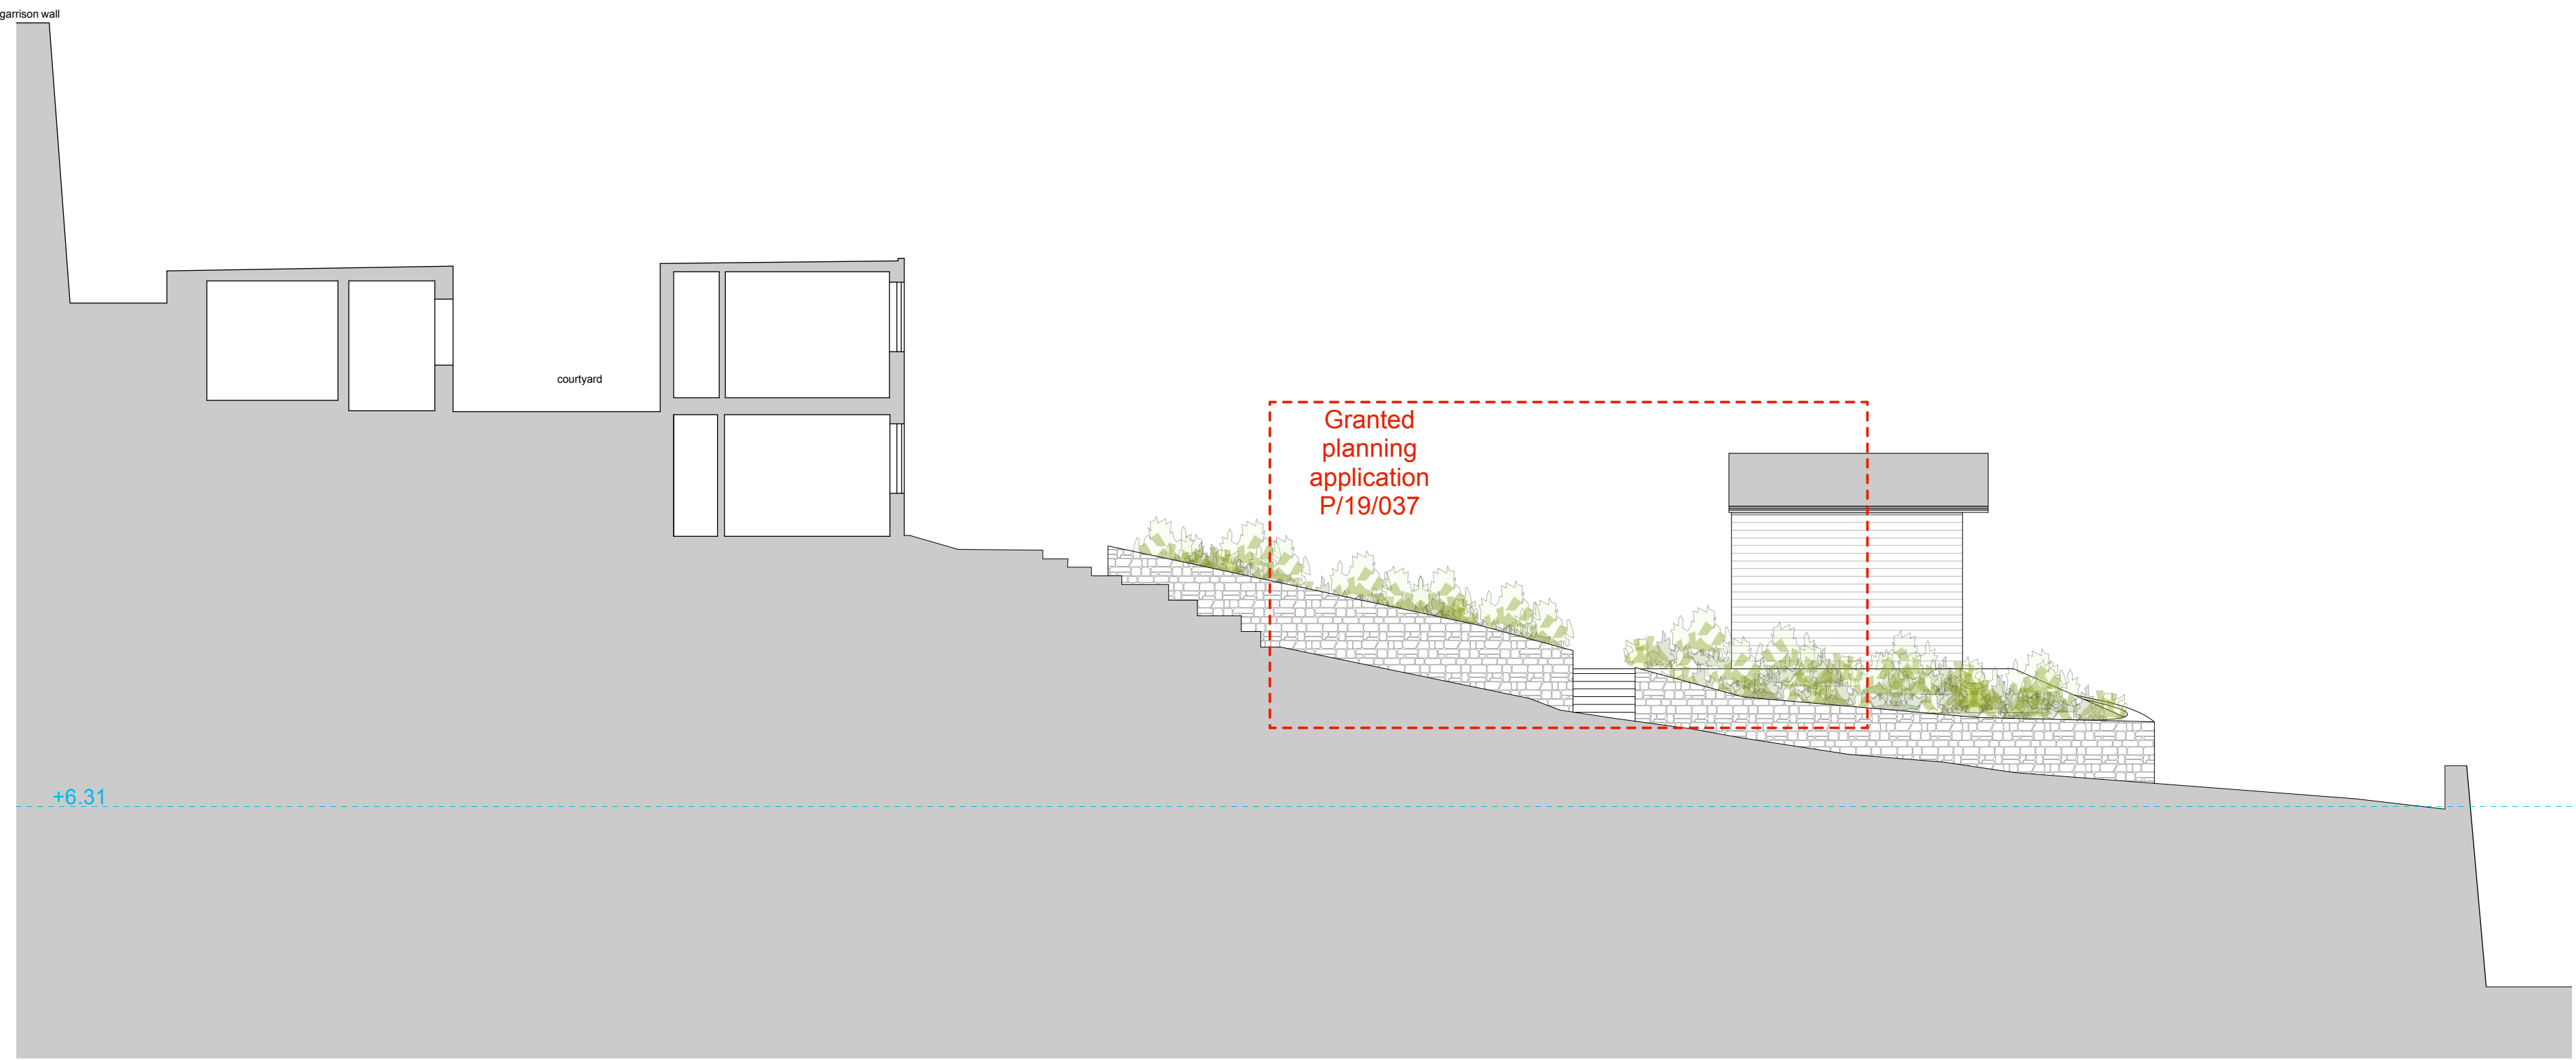 garrison wall
courtyard
Granted
planning
application
P/19/037
+6.31